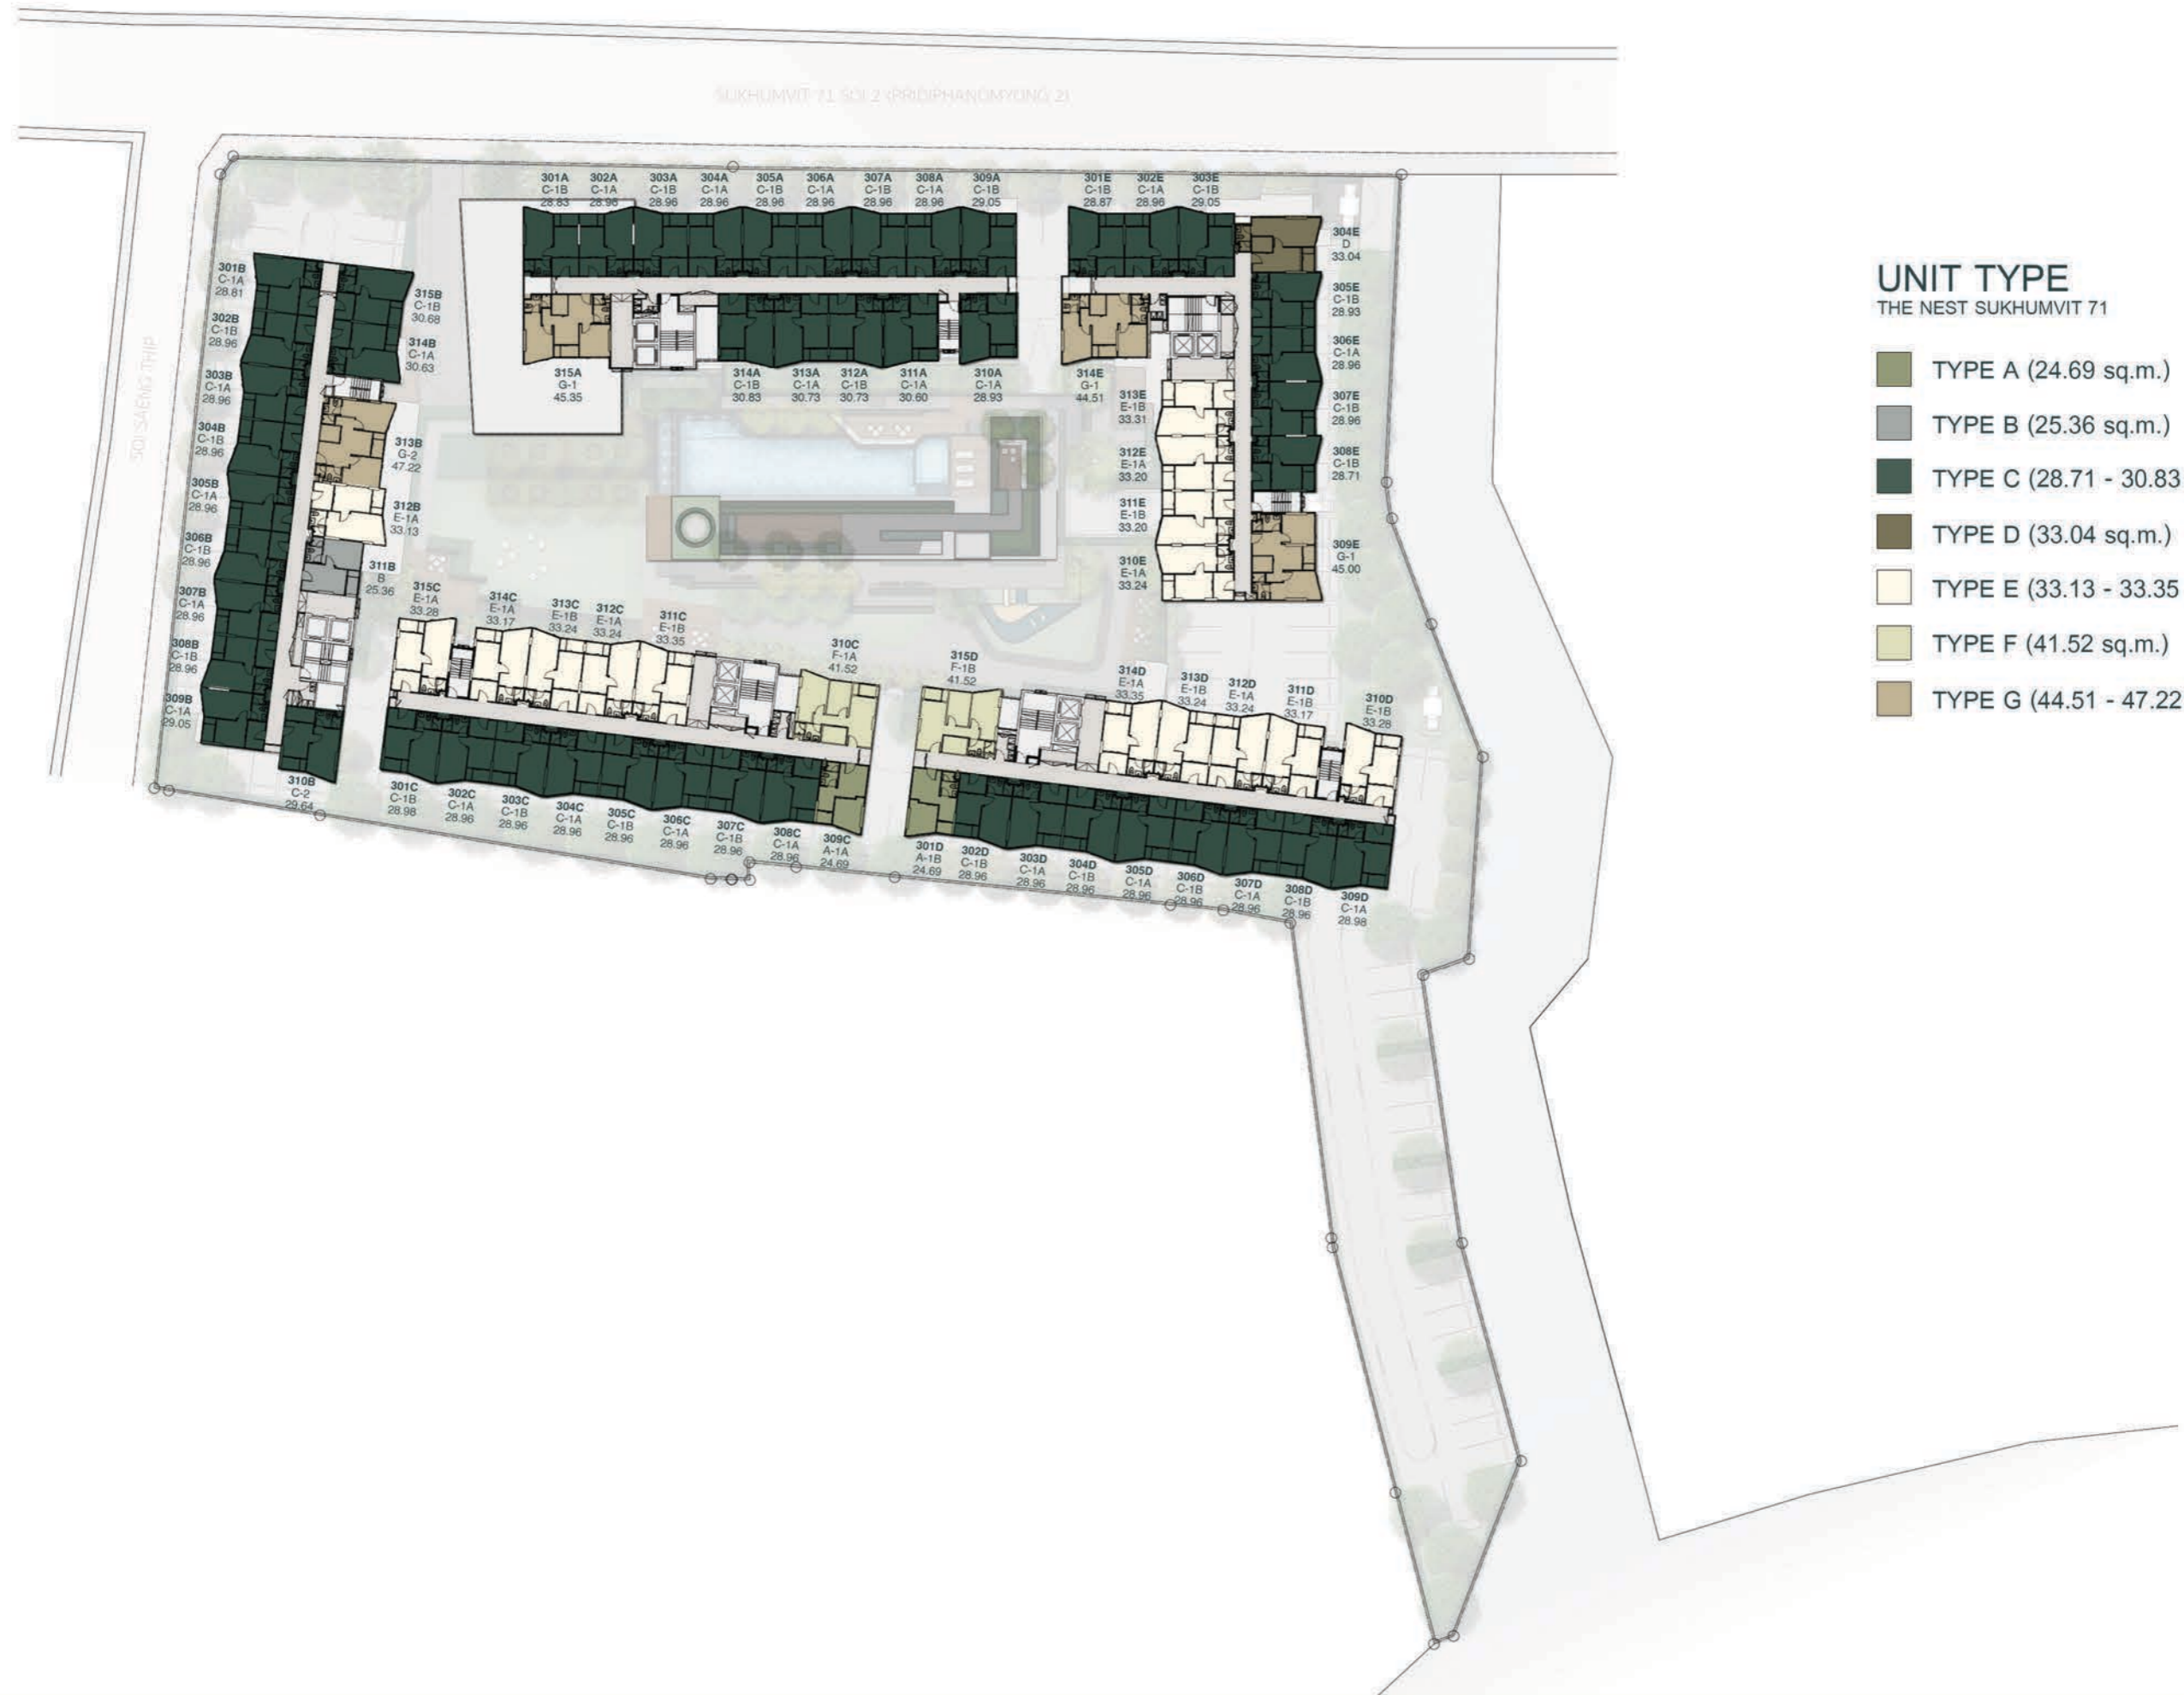 SUKHUMVIT 71 SOI 2 (PRIDIPHANOMYONG 2)
SOI SAENG THIP
301A
C-1B
28.83
302A
C-1A
28.96
303A
C-1B
28.96
304A
C-1A
28.96
305A
C-1B
28.96
306A
C-1A
28.96
307A
C-1B
28.96
308A
C-1A
28.96
309A
C-1B
29.05
301E
C-1B
28.87
302E
C-1A
28.96
303E
C-1B
29.05
304E
D
33.04
305E
C-1B
28.93
306E
C-1A
28.96
307E
C-1B
28.96
308E
C-1B
28.71
309E
G-1
45.00
315A
G-1
45.35
314A
C-1B
30.83
313A
C-1A
30.73
312A
C-1B
30.73
311A
C-1A
30.60
310A
C-1A
28.93
314E
G-1
44.51
313E
E-1B
33.31
312E
E-1A
33.20
311E
E-1B
33.20
310E
E-1A
33.24
301B
C-1A
28.81
302B
C-1B
28.96
303B
C-1A
28.96
304B
C-1B
28.96
305B
C-1A
28.96
306B
C-1B
28.96
307B
C-1A
28.96
308B
C-1B
28.96
309B
C-1A
29.05
315B
C-1B
30.68
314B
C-1A
30.63
313B
G-2
47.22
312B
E-1A
33.13
311B
B
25.36
310B
C-2
29.64
315C
E-1A
33.28
314C
E-1A
33.17
313C
E-1B
33.24
312C
E-1A
33.24
311C
E-1B
33.35
310C
F-1A
41.52
315D
F-1B
41.52
314D
E-1A
33.35
313D
E-1B
33.24
312D
E-1A
33.24
311D
E-1B
33.17
310D
E-1B
33.28
301C
C-1B
28.98
302C
C-1A
28.96
303C
C-1B
28.96
304C
C-1A
28.96
305C
C-1B
28.96
306C
C-1A
28.96
307C
C-1B
28.96
308C
C-1A
28.96
309C
A-1A
24.69
301D
A-1B
24.69
302D
C-1B
28.96
303D
C-1A
28.96
304D
C-1B
28.96
305D
C-1A
28.96
306D
C-1B
28.96
307D
C-1A
28.96
308D
C-1B
28.96
309D
C-1A
28.98
UNIT TYPE
THE NEST SUKHUMVIT 71
TYPE A (24.69 sq.m.)
TYPE B (25.36 sq.m.)
TYPE C (28.71 - 30.83
TYPE D (33.04 sq.m.)
TYPE E (33.13 - 33.35
TYPE F (41.52 sq.m.)
TYPE G (44.51 - 47.22